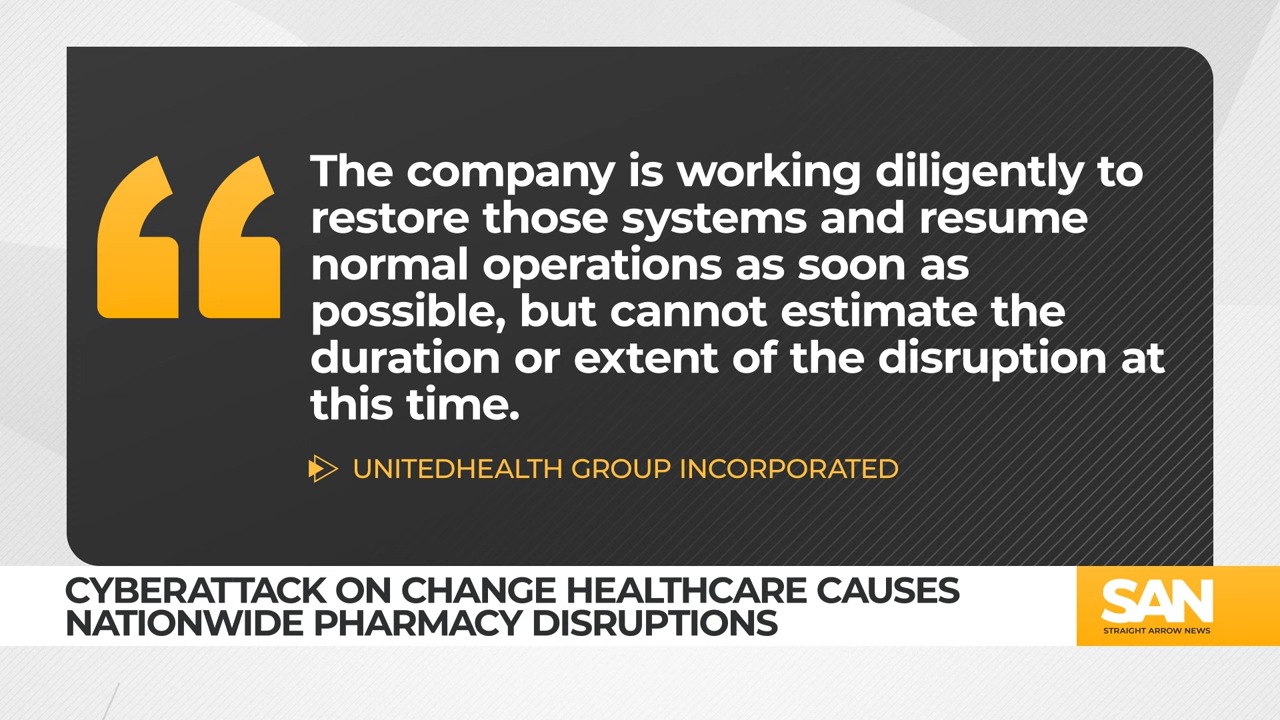 The company is working diligently to
restore those systems and resume
normal operations as soon as
possible, but cannot estimate the
duration or extent of the disruption at
this time.
UNITEDHEALTH GROUP INCORPORATED
CYBERATTACK ON CHANGE HEALTHCARE CAUSES
NATIONWIDE PHARMACY DISRUPTIONS
SAN
STRAIGHT ARROW NEWS